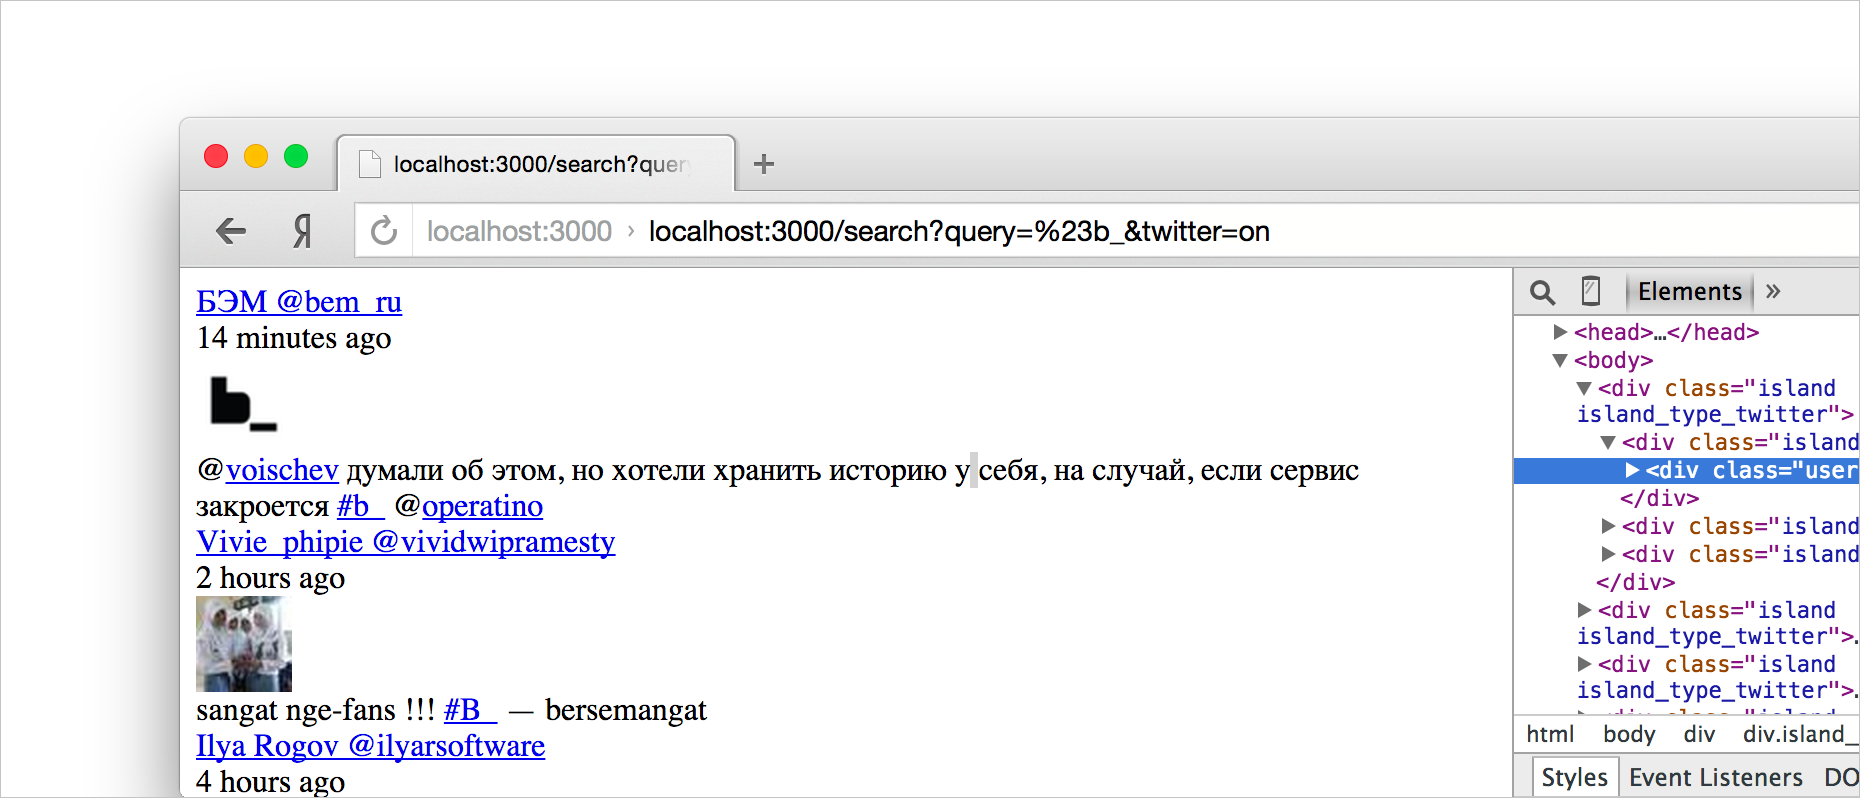 localhost:3000/search?quer
Я localhost:3000 › localhost:3000/search?query=%23b_&twitter=on
БЭМ @bem_ru
14 minutes ago
b_
@voischev думали об этом, но хотели хранить историю у себя, на случай, если сервис
закроется #b_ @operatino
Vivie_phipie @vividwipramesty
2 hours ago
sangat nge-fans !!! #B_ — bersemangat
Ilya Rogov @ilyarsoftware
4 hours ago
Elements »
<head>…</head>
<body>
<div class="island
island_type_twitter">
<div class="island
<div class="user
</div>
<div class="island
<div class="island
</div>
<div class="island
island_type_twitter">.
<div class="island
island_type_twitter">.
html body div div.island_
Styles Event Listeners DO